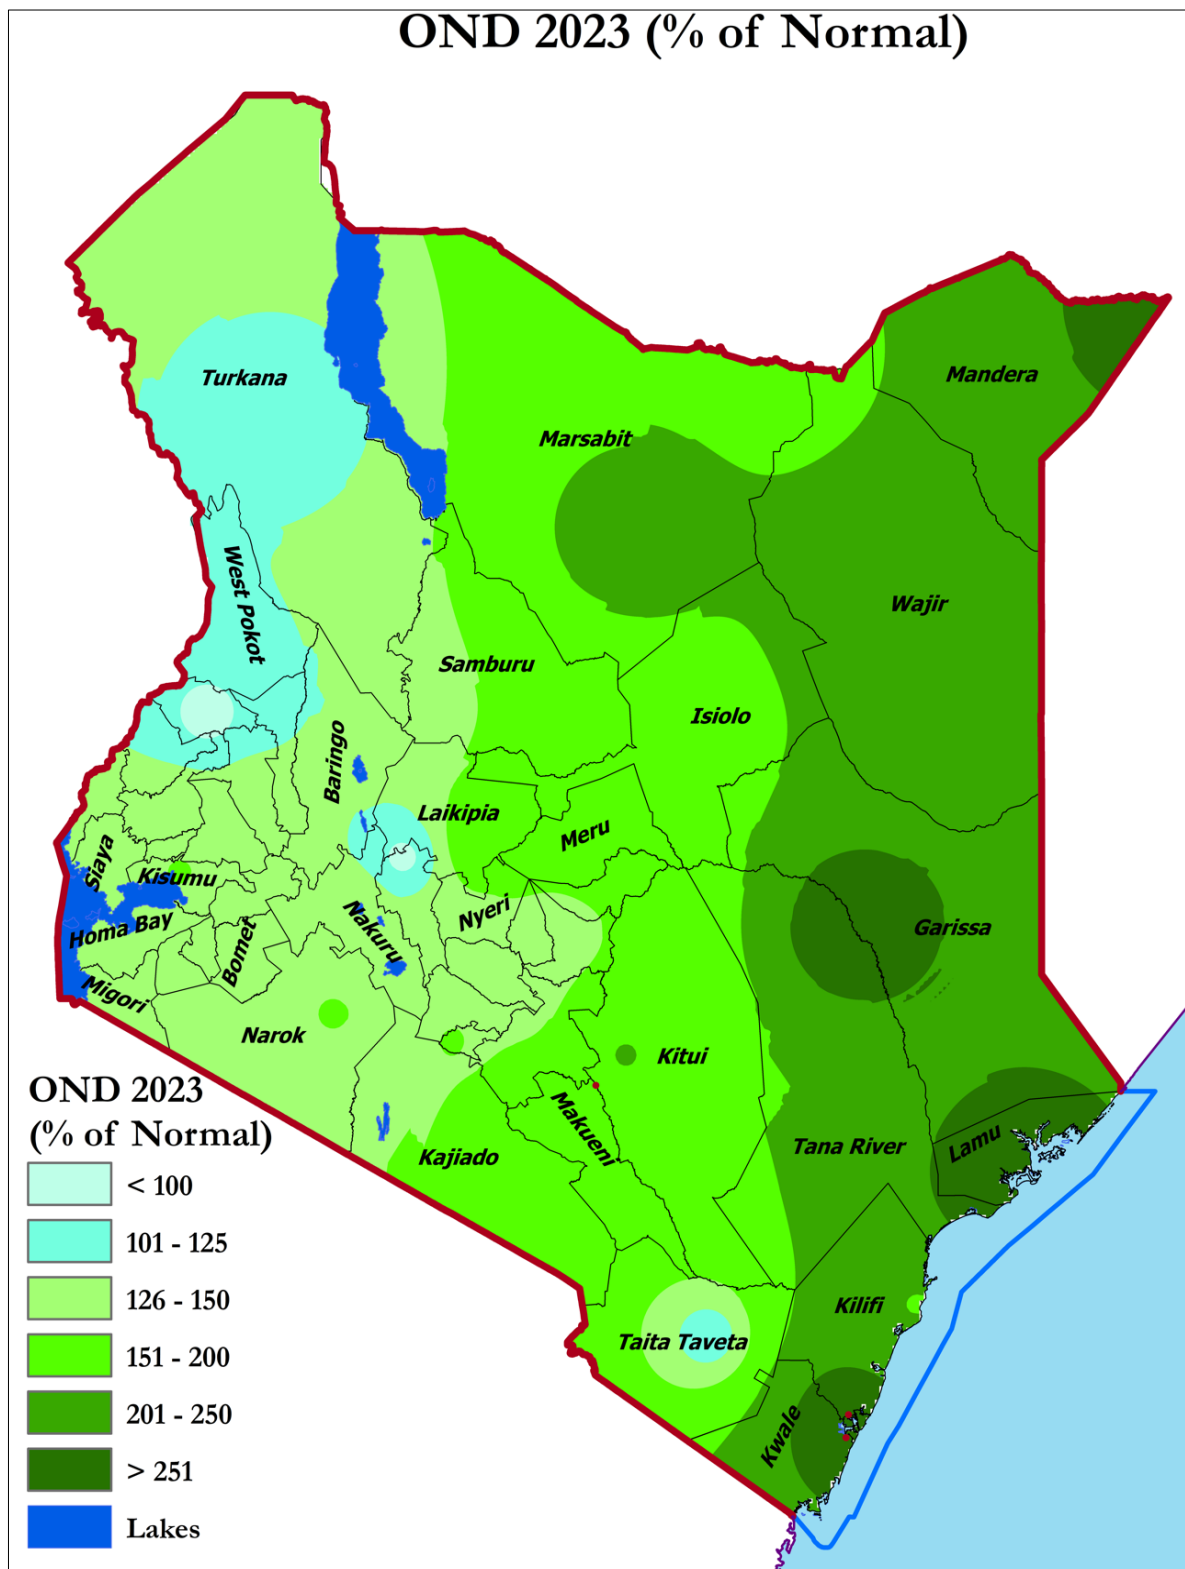 OND 2023 (% of Normal)
Turkana
Mandera
Marsabit
West Pokot
Wajir
Samburu
Isiolo
Baringo
Laikipia
Meru
Siaya
Kisumu
Nyeri
Garissa
Homa Bay
Nakuru
Bomet
Migori
Narok
Kitui
Makueni
Tana River
Lamu
Kajiado
Kilifi
Taita Taveta
Kwale
OND 2023
(% of Normal)
< 100
101 - 125
126 - 150
151 - 200
201 - 250
> 251
Lakes